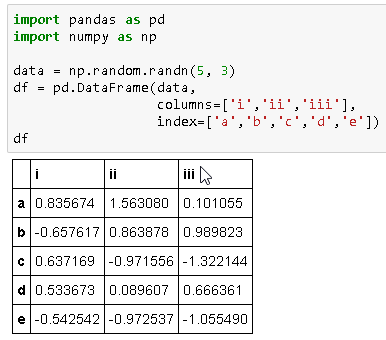 import pandas as pd
import numpy as np
data = np.random.randn(5, 3)
df = pd.DataFrame(data,
columns=['i','ii','iii'],
index=['a','b','c','d','e'])
df
i ii iii
a 0.835674 1.563080 0.101055
b -0.657617 0.863878 0.989823
c 0.637169 -0.971556 -1.322144
d 0.533673 0.089607 0.666361
e -0.542542 -0.972537 -1.055490